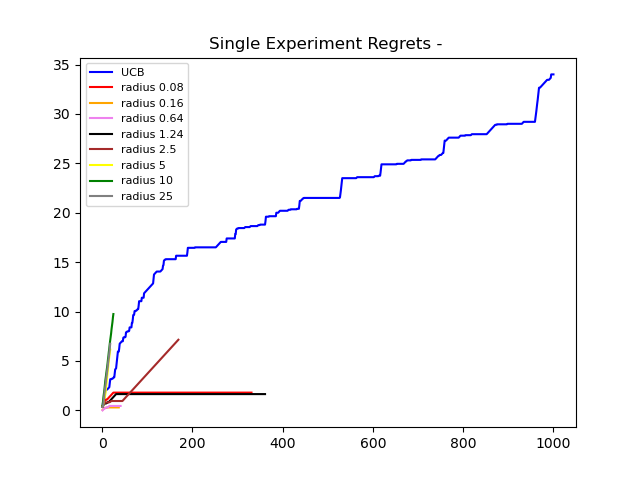 Single Experiment Regrets -
35
30
25
20
15
10
5
0
UCB
radius 0.08
radius 0.16
radius 0.64
radius 1.24
radius 2.5
radius 5
radius 10
radius 25
0
200
400
600
800
1000